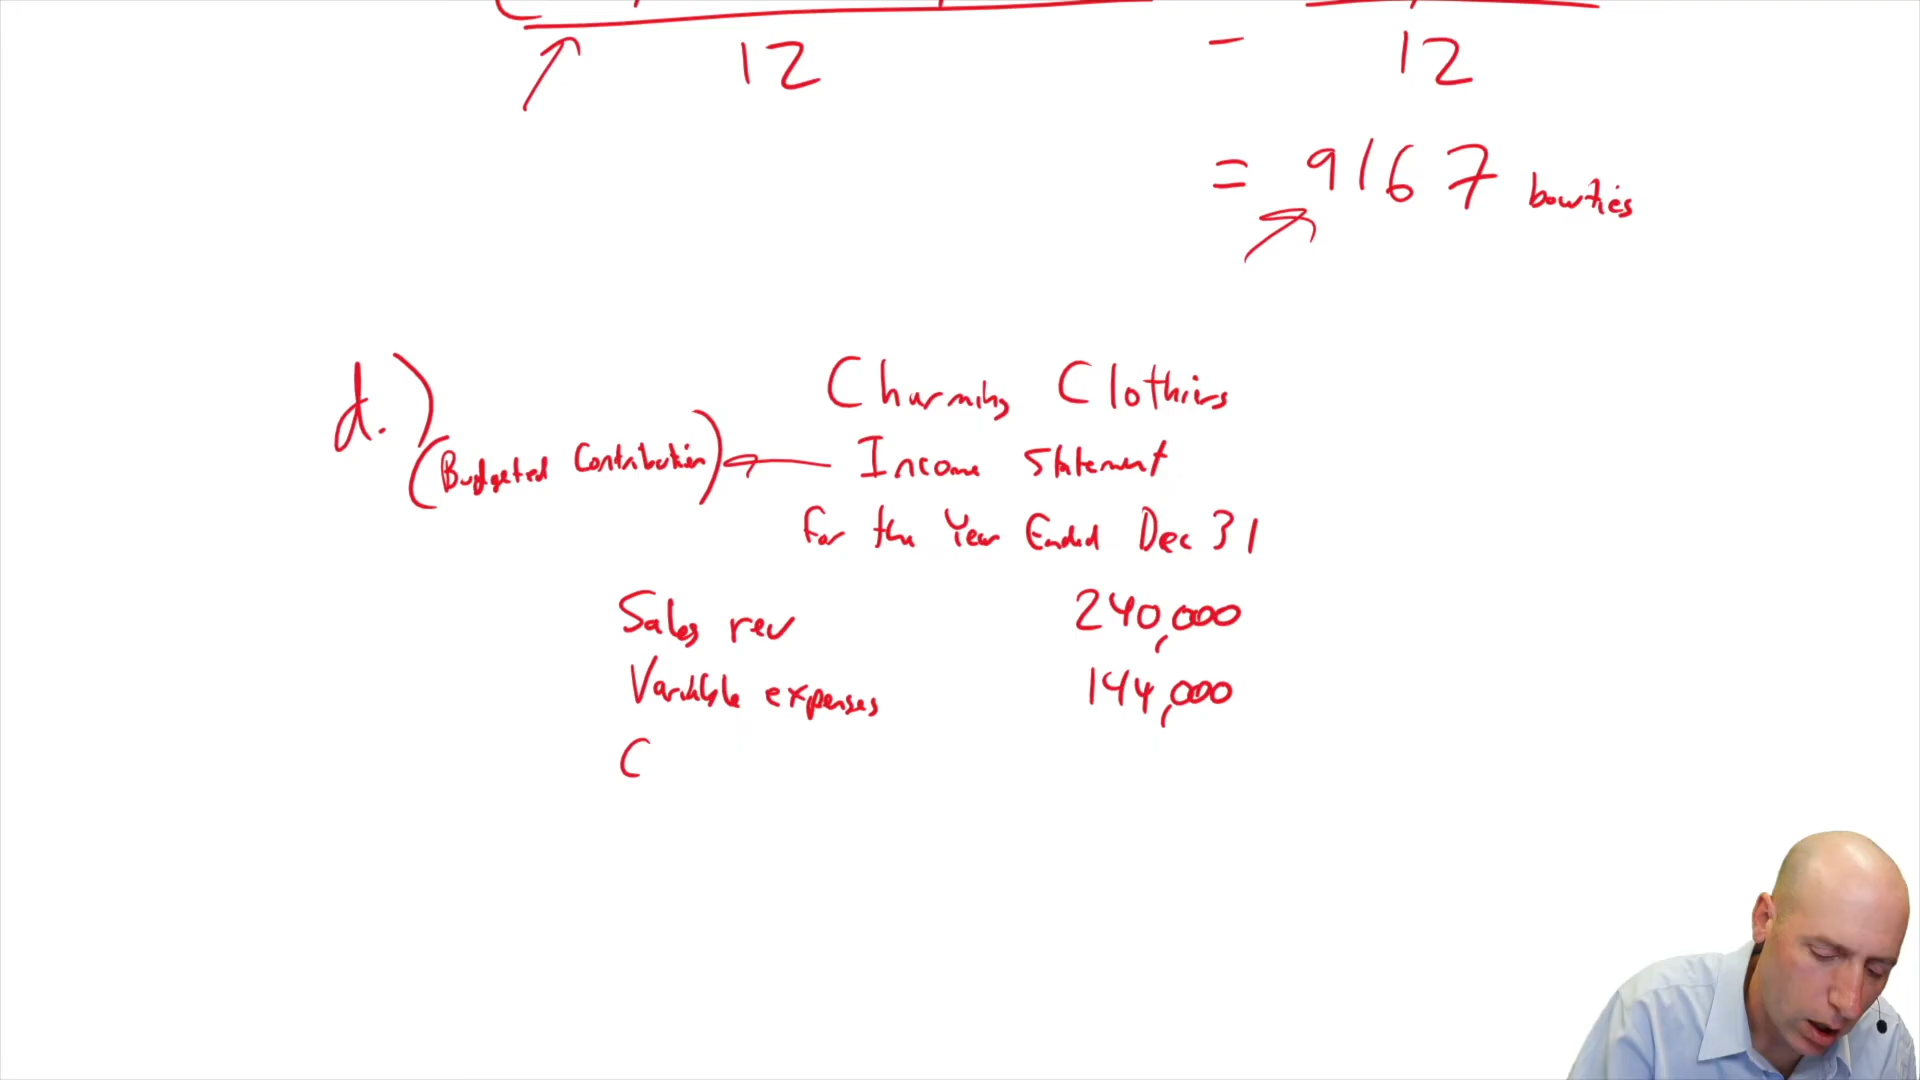 12 - 12
= 9167 bowties
d.) Charming Clothiers
(Budgeted Contribution) Income Statement
For the Year Ended Dec 31
Sales rev 240,000
Variable expenses 144,000
C